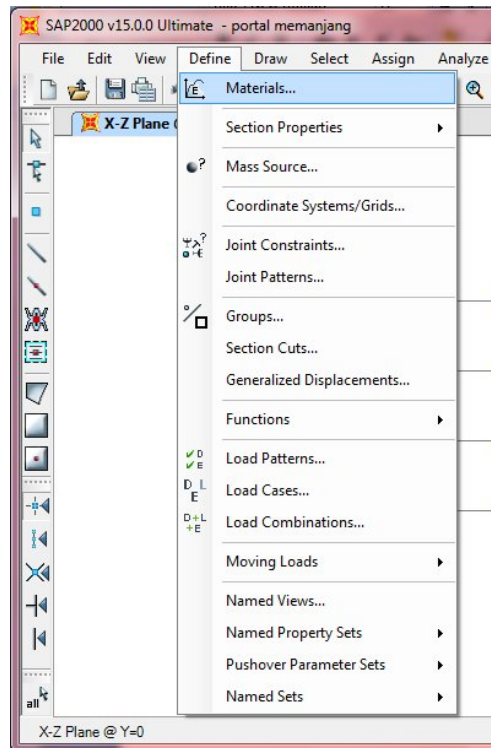 SAP2000 v15.0.0 Ultimate - portal memanjang
File Edit View Define Draw Select Assign Analyze
X-Z Plane
Materials...
Section Properties
Mass Source...
Coordinate Systems/Grids...
Joint Constraints...
Joint Patterns...
Groups...
Section Cuts...
Generalized Displacements...
Functions
Load Patterns...
Load Cases...
Load Combinations...
Moving Loads
Named Views...
Named Property Sets
Pushover Parameter Sets
Named Sets
all
X-Z Plane @ Y=0